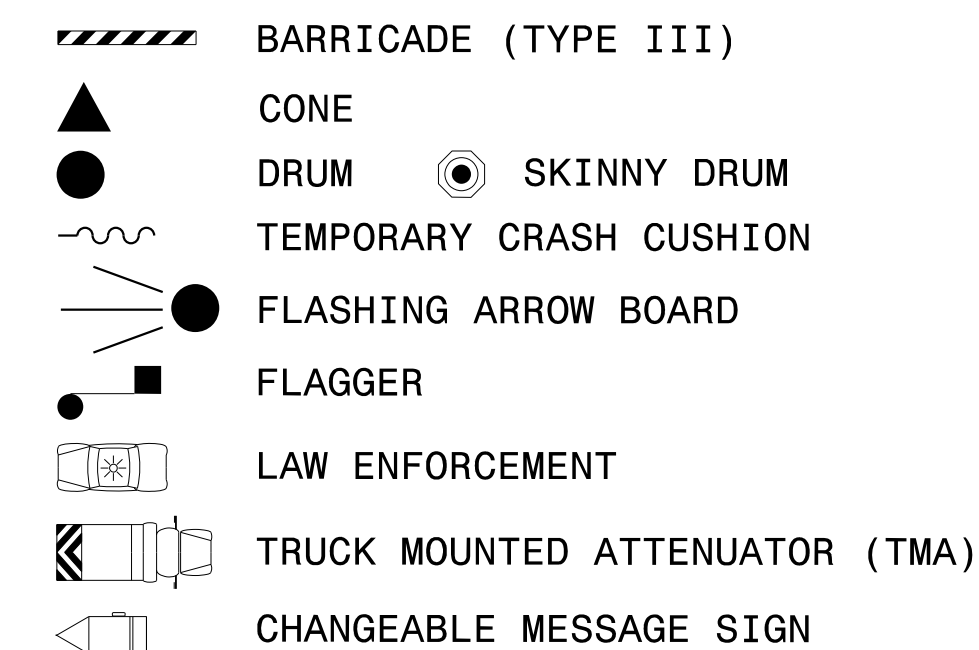 BARRICADE (TYPE III)
CONE
DRUM SKINNY DRUM
TEMPORARY CRASH CUSHION
FLASHING ARROW BOARD
FLAGGER
LAW ENFORCEMENT
TRUCK MOUNTED ATTENUATOR (TMA)
CHANGEABLE MESSAGE SIGN